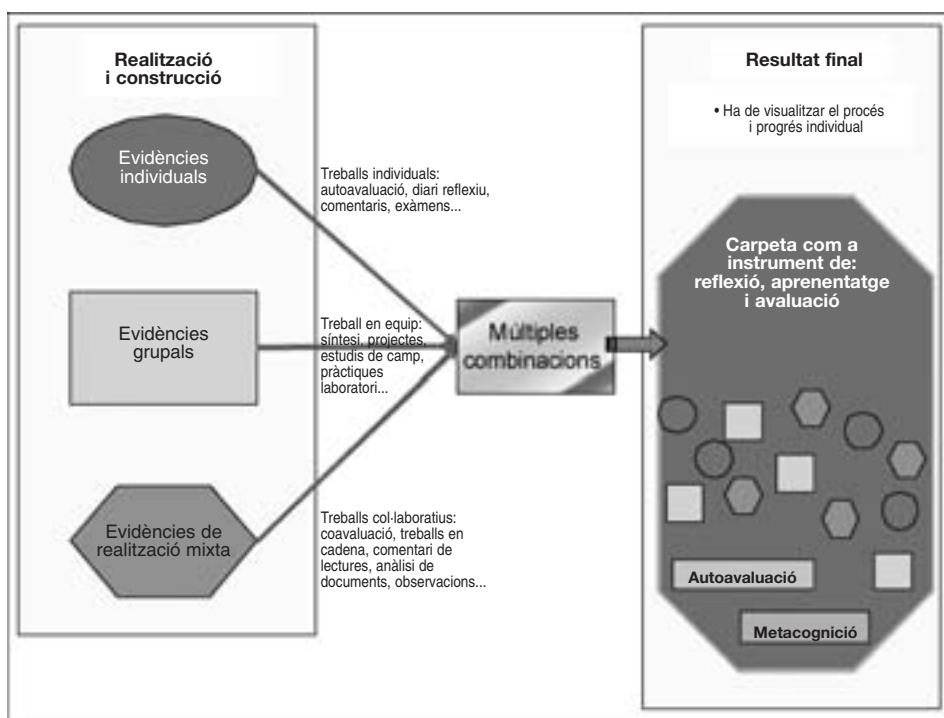 Realització
i construcció
Evidències
individuals
Treballs individuals:
autoavaluació, diari reflexiu,
comentaris, exàmens...
Evidències
grupals
Treball en equip:
síntesi, projectes,
estudis de camp,
pràctiques
laboratori...
Evidències de
realització mixta
Treballs col·laboratius:
coavaluació, treballs en
cadena, comentari de
lectures, anàlisi de
documents, observacions...
Múltiples
combinacions
Resultat final
• Ha de visualitzar el procés
i progrés individual
Carpeta com a
instrument de:
reflexió, aprenentatge
i avaluació
Autoavaluació
Metacognició